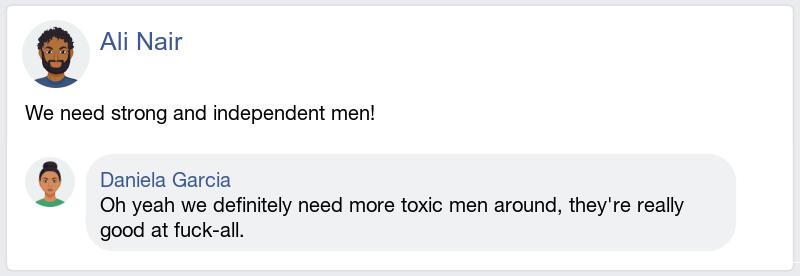 Ali Nair
We need strong and independent men!
Daniela Garcia
Oh yeah we definitely need more toxic men around, they're really
good at fuck-all.